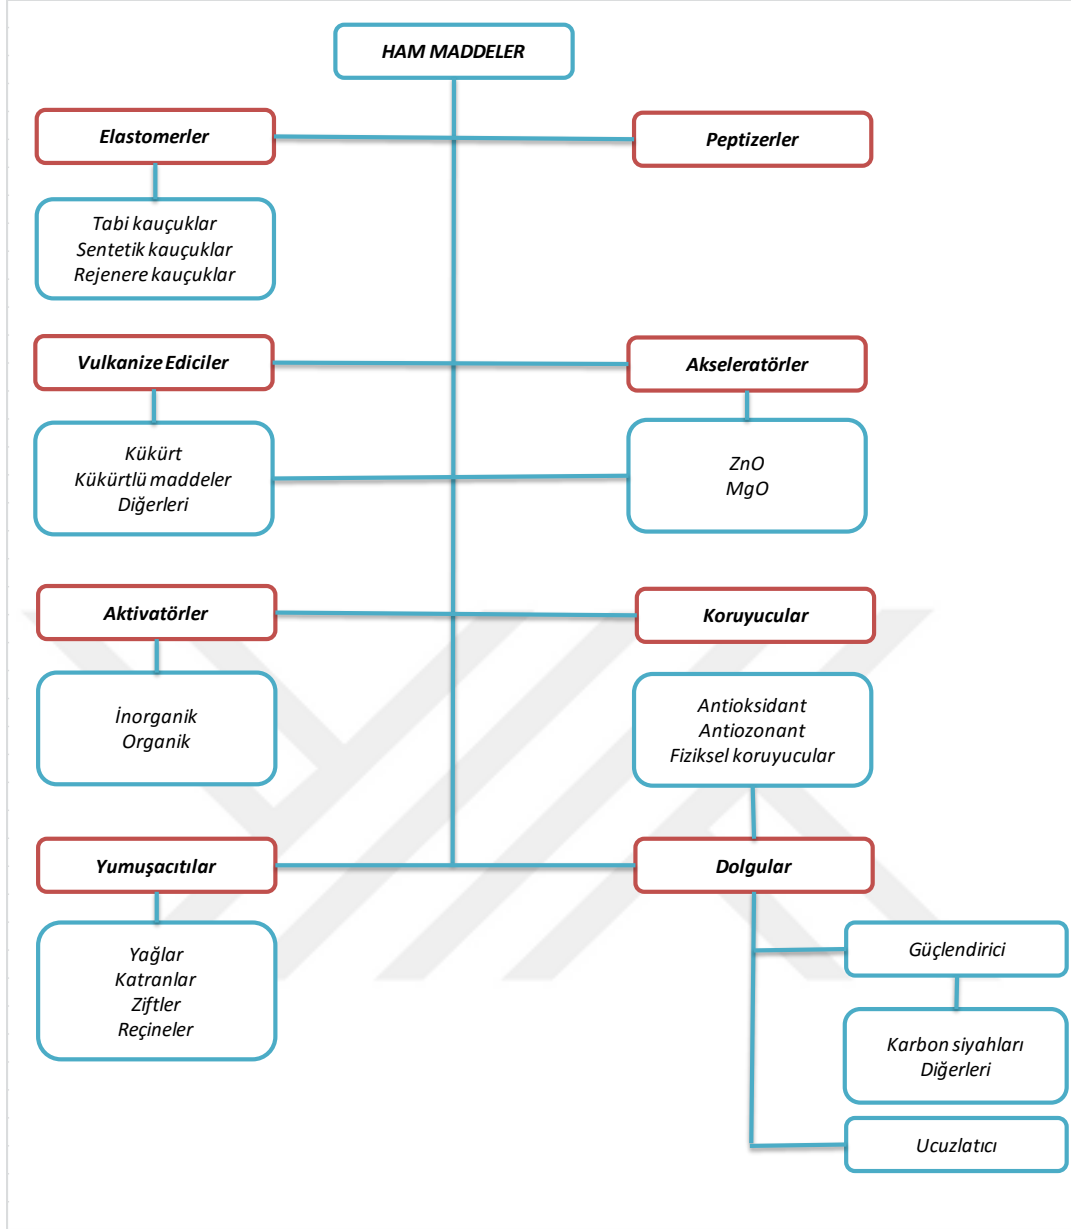 HAM MADDELER
Elastomerler
Peptizerler
Tabi kauçuklar
Sentetik kauçuklar
Rejenere kauçuklar
Vulkanize Ediciler
Akseleratörler
Kükürt
Kükürtlü maddeler
Diğerleri
ZnO
MgO
Aktivatörler
Koruyucular
İnorganik
Organik
Antioksidant
Antiozonant
Fiziksel koruyucular
Yumuşacıtılar
Dolgular
Yağlar
Katranlar
Ziftler
Reçineler
Güçlendirici
Karbon siyahları
Diğerleri
Ucuzlatıcı